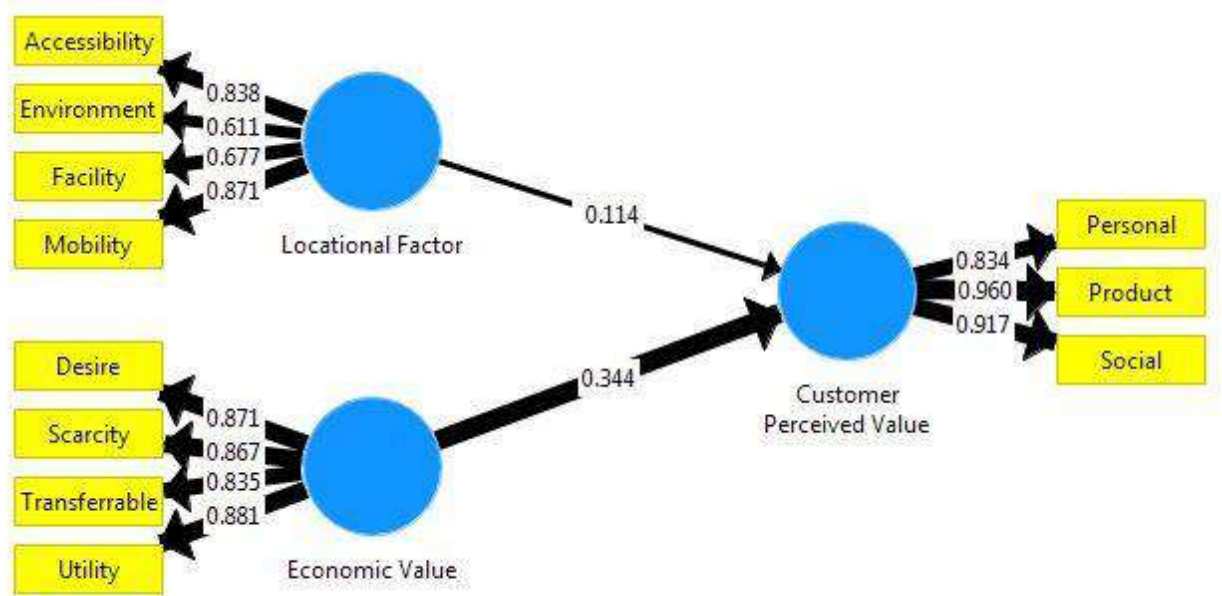 Accessibility
Environment
Facility
Mobility
0.838
0.611
0.677
0.871
Locational Factor
0.114
Desire
Scarcity
Transferrable
Utility
0.871
0.867
0.835
0.881
Economic Value
0.344
Customer
Perceived Value
0.834
0.960
0.917
Personal
Product
Social